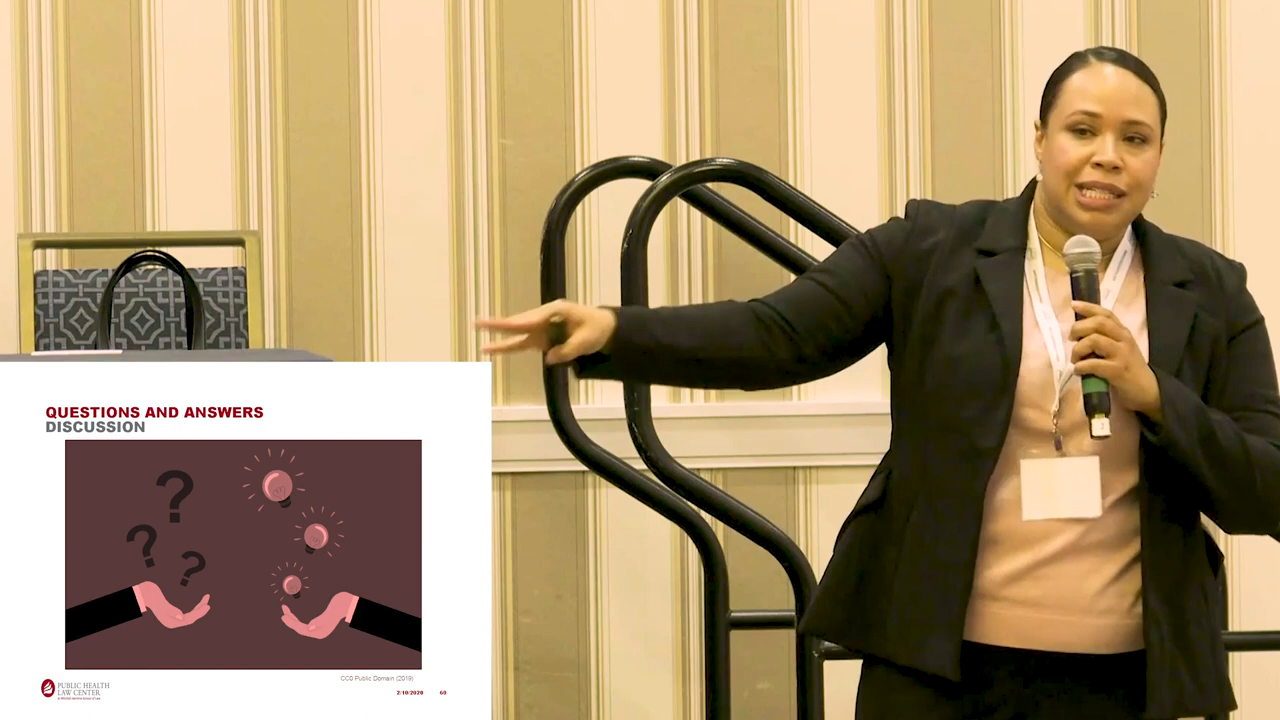 QUESTIONS AND ANSWERS
DISCUSSION
? ? ?
CC0 Public Domain (2019)
PUBLIC HEALTH
LAW CENTER
2/10/2020 60